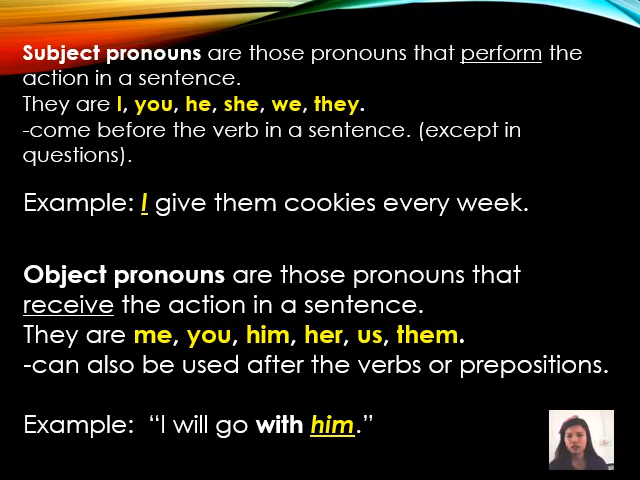 Subject pronouns are those pronouns that perform the
action in a sentence.
They are I, you, he, she, we, they.
-come before the verb in a sentence. (except in
questions).
Example: I give them cookies every week.
Object pronouns are those pronouns that
receive the action in a sentence.
They are me, you, him, her, us, them.
-can also be used after the verbs or prepositions.
Example:  “I will go with him.”